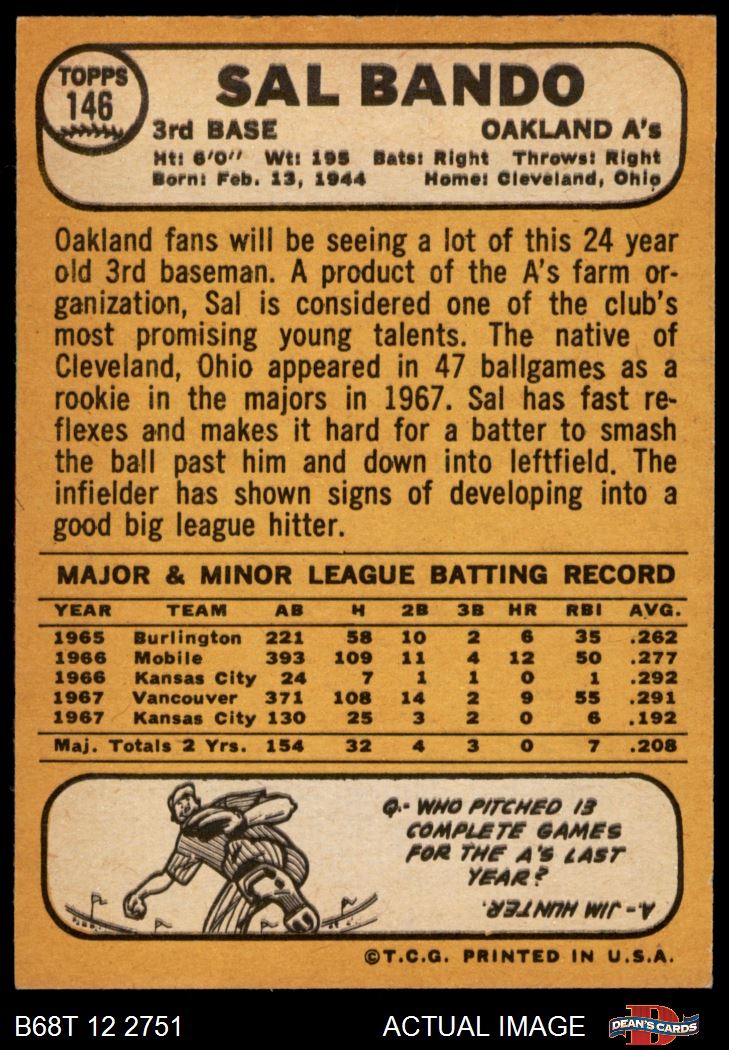 TOPPS
146
SAL BANDO
3rd BASE OAKLAND A's
Ht: 6'0'' Wt: 195 Bats: Right Throws: Right
Born: Feb. 13, 1944 Home: Cleveland, Ohio
Oakland fans will be seeing a lot of this 24 year
old 3rd baseman. A product of the A's farm or-
ganization, Sal is considered one of the club's
most promising young talents. The native of
Cleveland, Ohio appeared in 47 ballgames as a
rookie in the majors in 1967. Sal has fast re-
flexes and makes it hard for a batter to smash
the ball past him and down into leftfield. The
infielder has shown signs of developing into a
good big league hitter.
MAJOR & MINOR LEAGUE BATTING RECORD
YEAR TEAM AB H 2B 3B HR RBI AVG.
1965 Burlington 221 58 10 2 6 35 .262
1966 Mobile 393 109 11 4 12 50 .277
1966 Kansas City 24 7 1 1 0 1 .292
1967 Vancouver 371 108 14 2 9 55 .291
1967 Kansas City 130 25 3 2 0 6 .192
Maj. Totals 2 Yrs. 154 32 4 3 0 7 .208
Q.- WHO PITCHED 13
COMPLETE GAMES
FOR THE A'S LAST
YEAR?
A- JIM HUNTER.
©T.C.G. PRINTED IN U.S.A.
B68T 12 2751 ACTUAL IMAGE DEAN'S CARDS